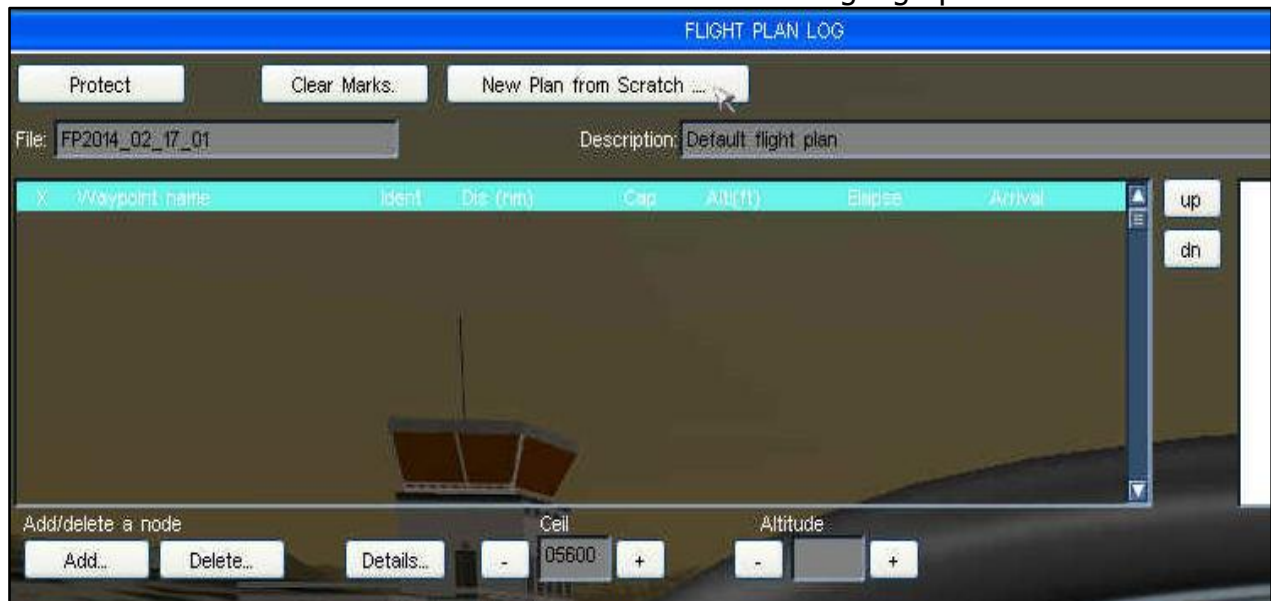 FLIGHT PLAN LOG
Protect Clear Marks. New Plan from Scratch ....
File: FP2014_02_17_01 Description: Default flight plan
X Waypoint name Ident Dis (nm) Cap Alti(ft) Elapse Arrival up
dn
Add/delete a node Ceil Altitude
Add... Delete... Details... - 05600 + - +